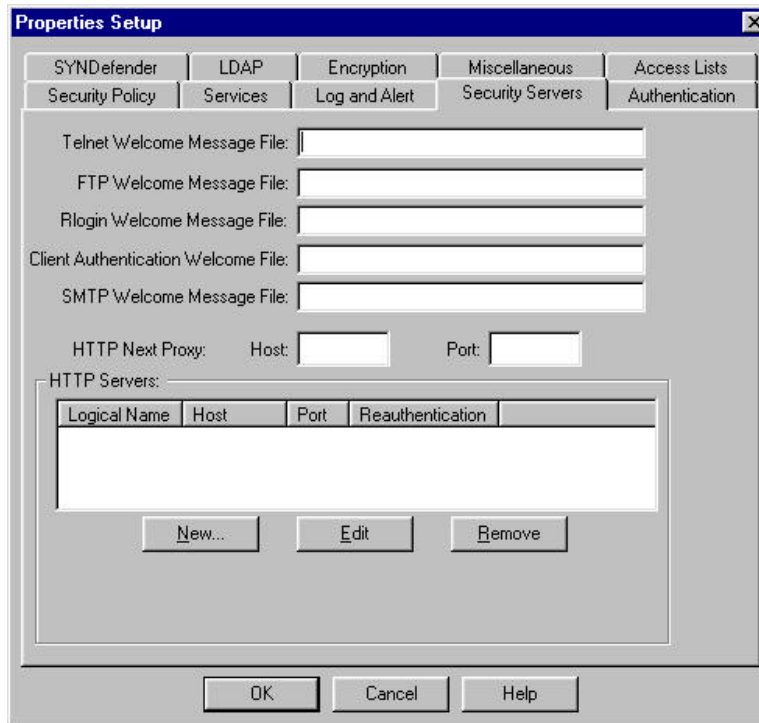 Properties Setup
SYNDefender LDAP Encryption Miscellaneous Access Lists
Security Policy Services Log and Alert Security Servers Authentication
Telnet Welcome Message File:
FTP Welcome Message File:
Rlogin Welcome Message File:
Client Authentication Welcome File:
SMTP Welcome Message File:
HTTP Next Proxy: Host: Port:
HTTP Servers:
Logical Name Host Port Reauthentication
New... Edit Remove
OK Cancel Help